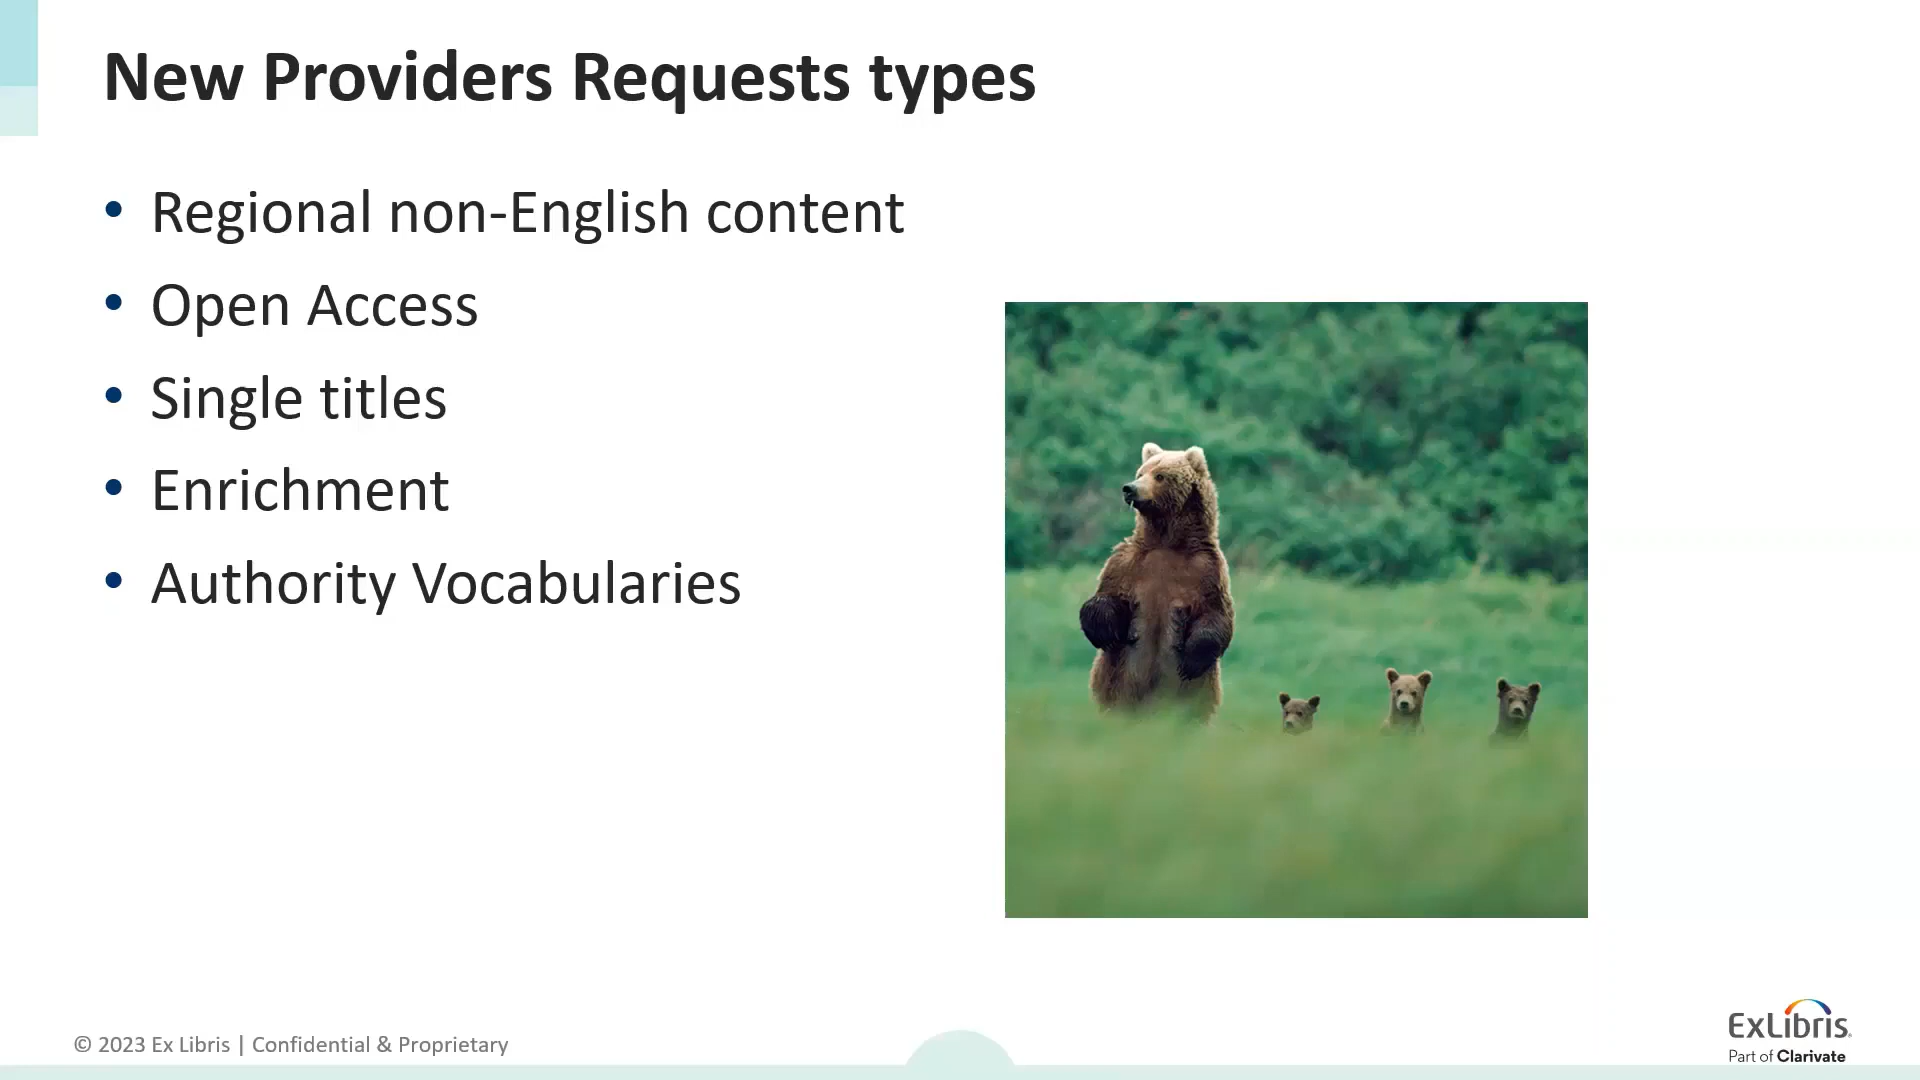 New Providers Requests types
• Regional non-English content
• Open Access
• Single titles
• Enrichment
• Authority Vocabularies
© 2023 Ex Libris | Confidential & Proprietary
ExLibris®
Part of Clarivate